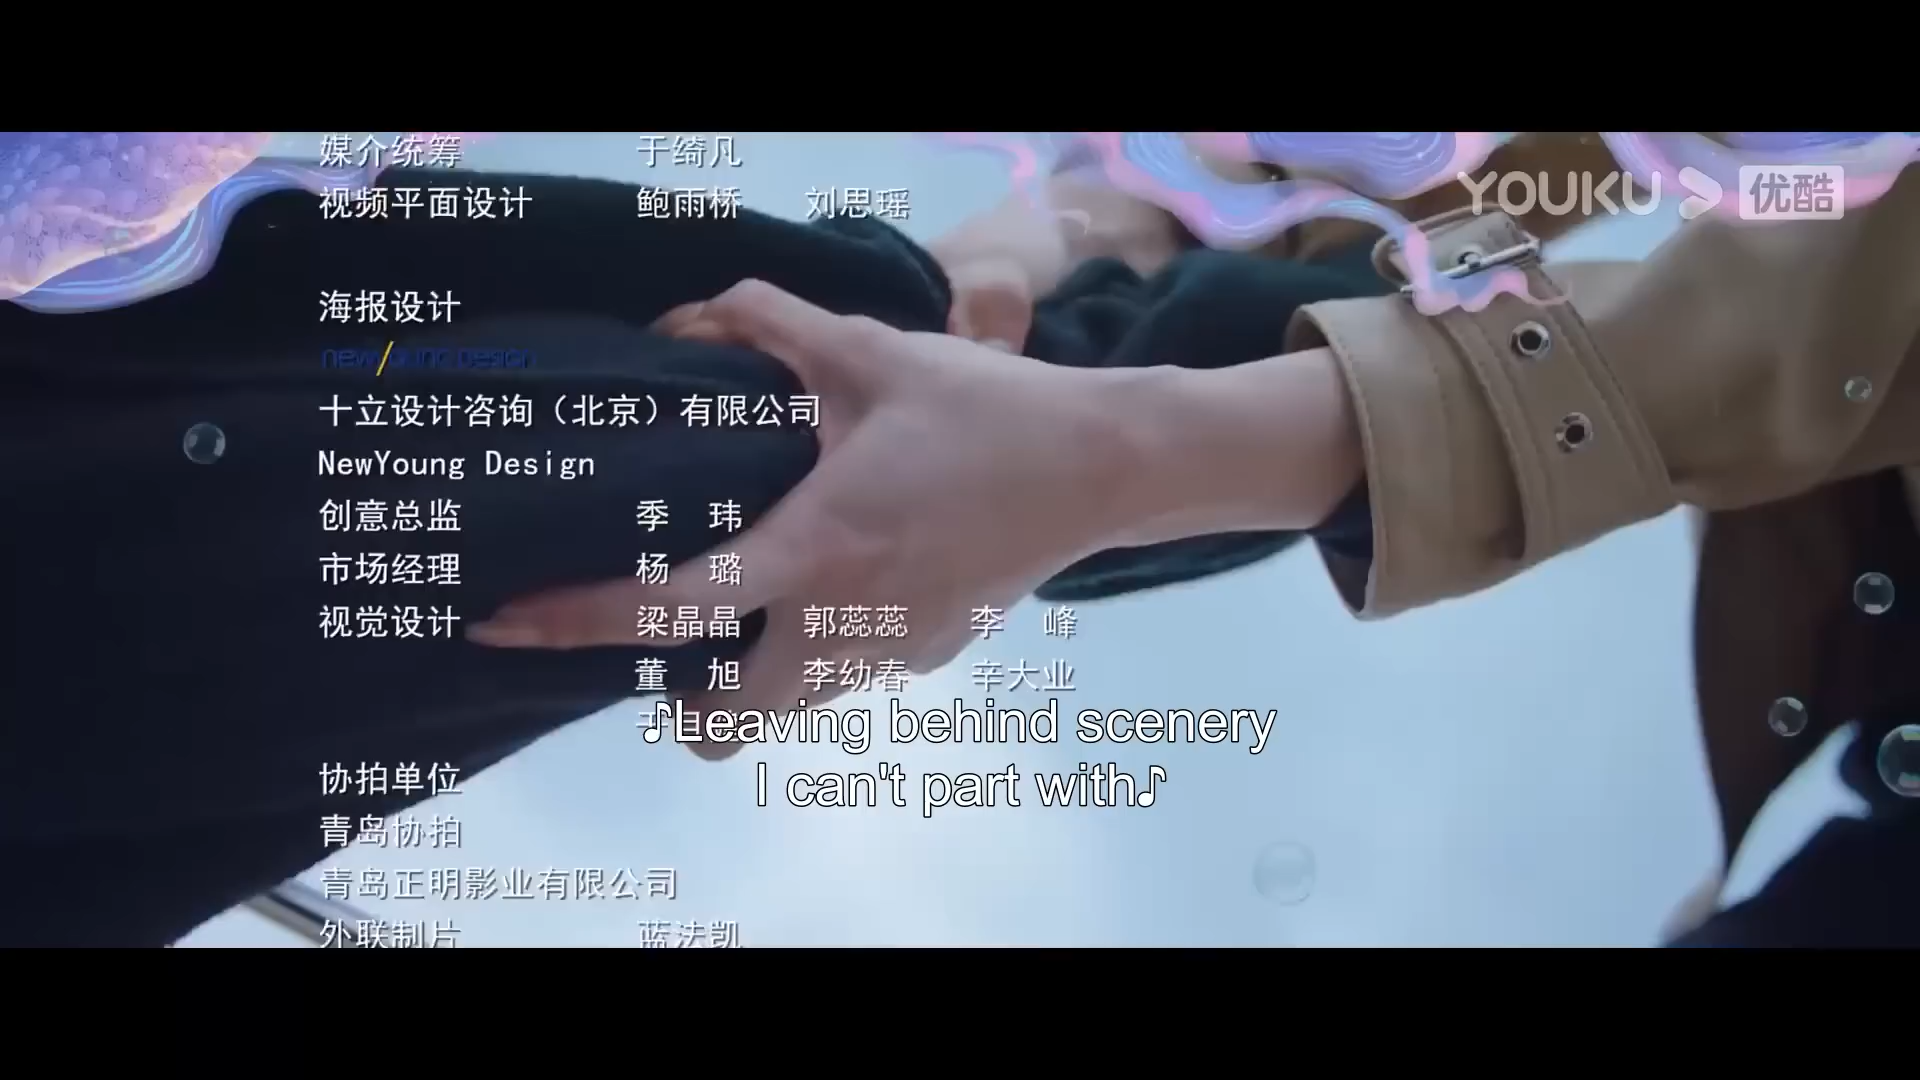 媒介统筹 于绮凡
YOUKU 优酷
视频平面设计 鲍雨桥 刘思瑶
海报设计
newyoung design
十立设计咨询（北京）有限公司
NewYoung Design
创意总监 季 玮
市场经理 杨 璐
视觉设计 梁晶晶 郭蕊蕊 李 峰
董 旭 李幼春 辛大业
♪Leaving behind scenery
I can't part with♪
协拍单位
青岛协拍
青岛正明影业有限公司
外联制片 蓝法凯